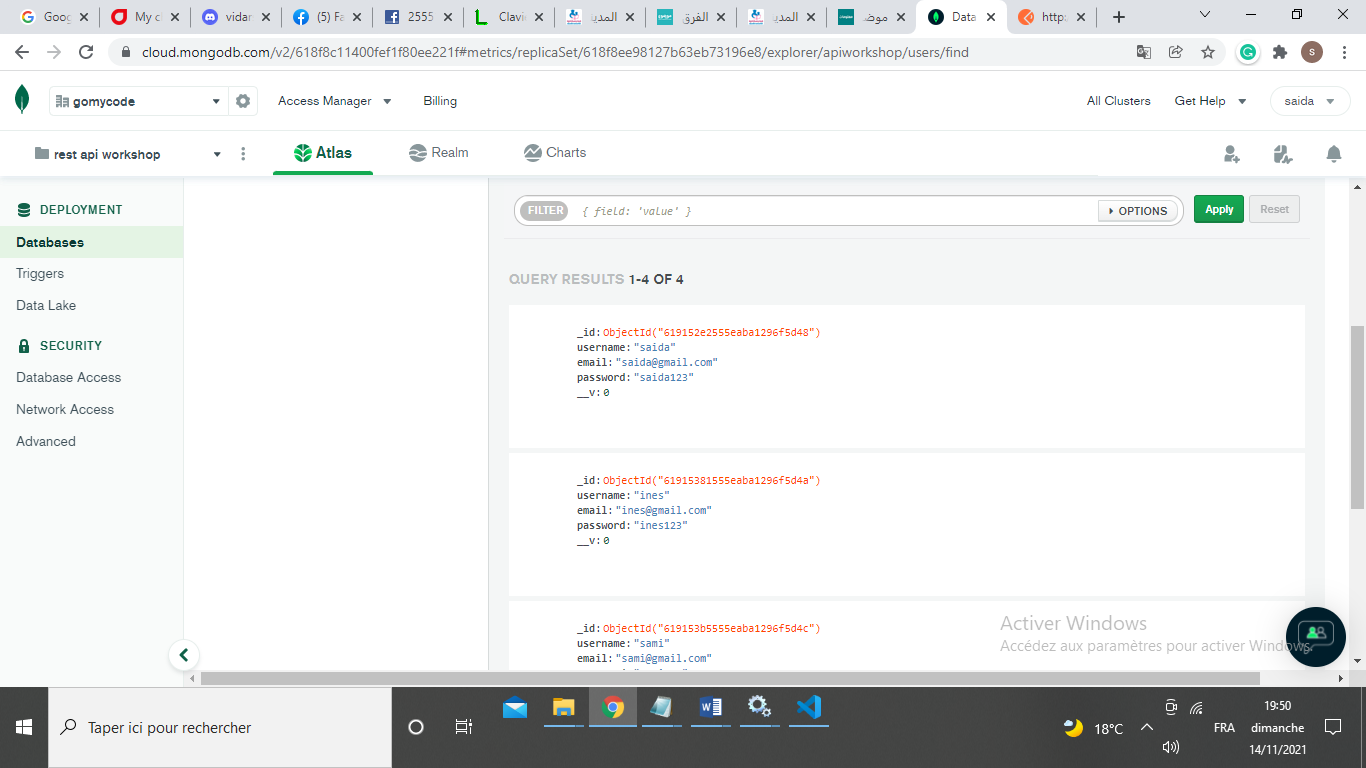 Goog
My cl
vidar
(5) Fa
2555
Clavie
المدي
الفرق
المدي
موض
Data
http:
cloud.mongodb.com/v2/618f8c11400fef1f80ee221f#metrics/replicaSet/618f8ee98127b63eb73196e8/explorer/apiworkshop/users/find
S
gomycode
Access Manager
Billing
All Clusters
Get Help
saida
rest api workshop
Atlas
Realm
Charts
DEPLOYMENT
Databases
Triggers
Data Lake
SECURITY
Database Access
Network Access
Advanced
FILTER { field: 'value' }
OPTIONS
Apply
Reset
QUERY RESULTS 1-4 OF 4
_id: ObjectId("619152e2555eaba1296f5d48")
username: "saida"
email: "saida@gmail.com"
password: "saida123"
__v: 0
_id: ObjectId("61915381555eaba1296f5d4a")
username: "ines"
email: "ines@gmail.com"
password: "ines123"
__v: 0
_id: ObjectId("619153b5555eaba1296f5d4c")
username: "sami"
email: "sami@gmail.com"
Activer Windows
Accédez aux paramètres pour activer Windows.
Taper ici pour rechercher
18°C
FRA
19:50
dimanche
14/11/2021